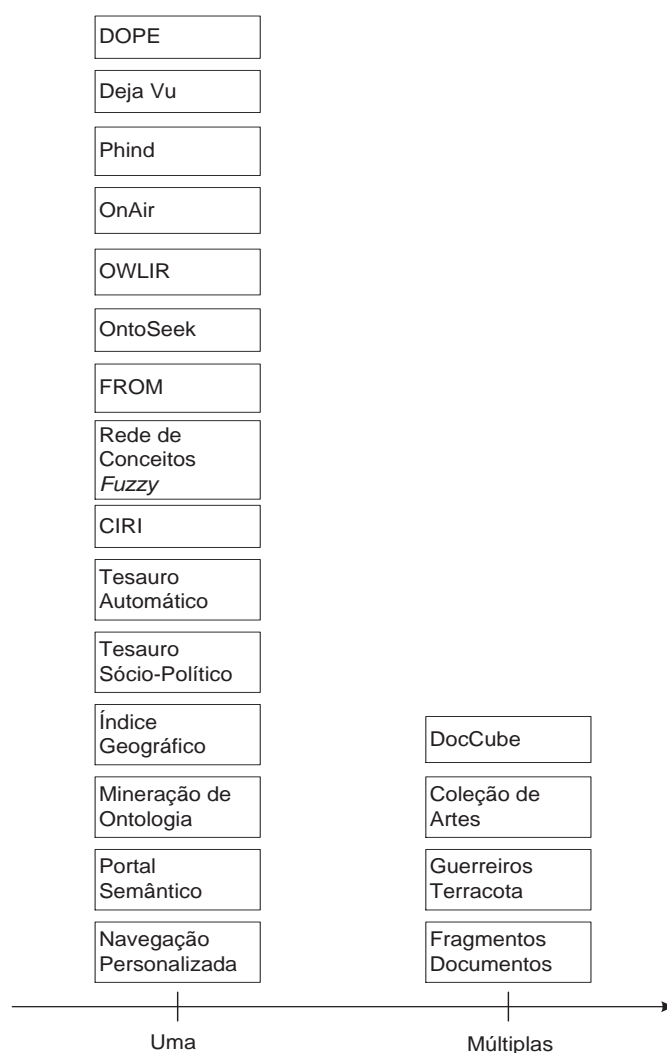 DOPE
Deja Vu
Phind
OnAir
OWLIR
OntoSeek
FROM
Rede de
Conceitos
Fuzzy
CIRI
Tesauro
Automático
Tesauro
Sócio-Político
Índice
Geográfico
DocCube
Mineração de
Ontologia
Coleção de
Artes
Portal
Semântico
Guerreiros
Terracota
Navegação
Personalizada
Fragmentos
Documentos
Uma
Múltiplas